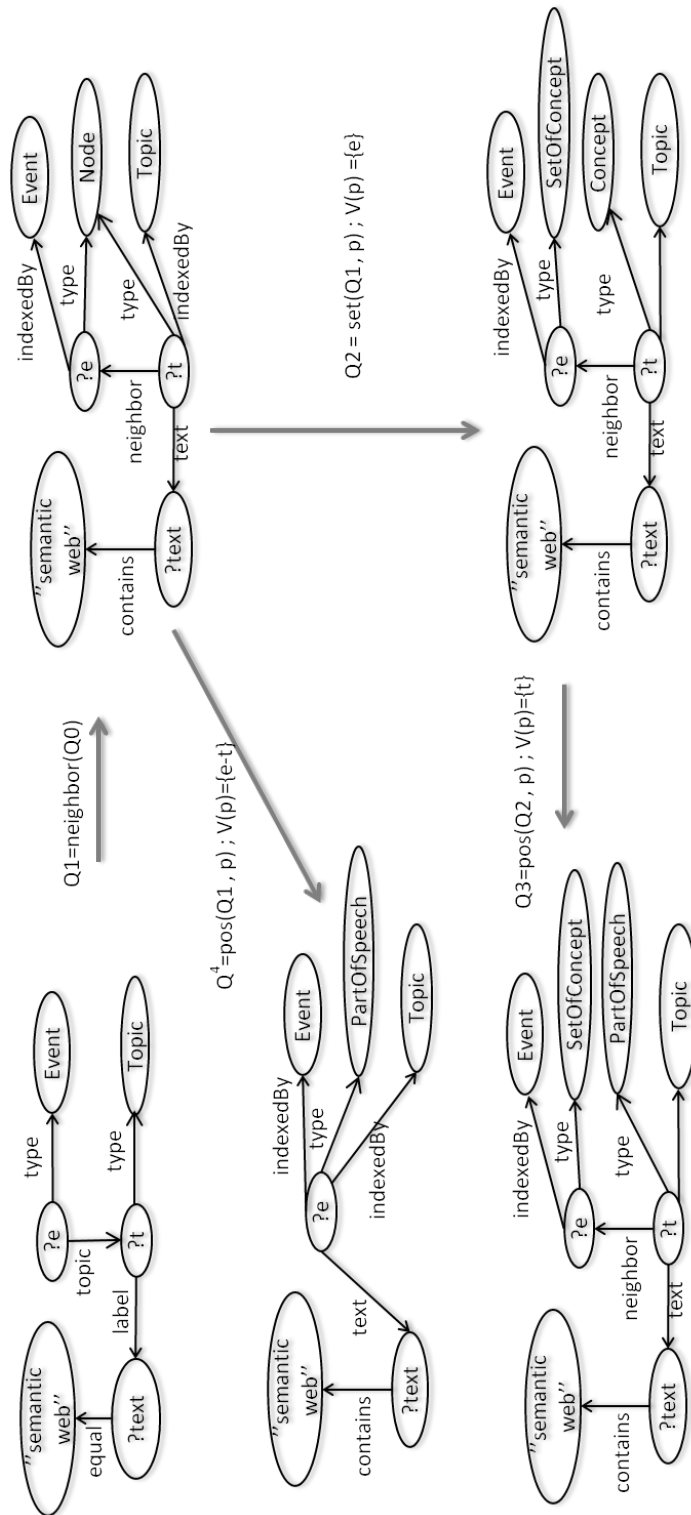 "semantic
web"
equal
?text
label
?e
topic
?t
type
Event
type
Topic
Q1=neighbor(Q0)
"semantic
web"
contains
?text
text
neighbor
?e
?t
indexedBy
Event
type
Node
type
indexedBy
Topic
Q⁴=pos(Q1 , p) ; V(p)={e-t}
"semantic
web"
contains
?text
text
?e
indexedBy
Event
type
PartOfSpeech
indexedBy
Topic
Q2 = set(Q1 , p) ; V(p) ={e}
"semantic
web"
contains
?text
text
neighbor
?e
?t
indexedBy
Event
type
SetOfConcept
type
PartOfSpeech
Topic
Q3=pos(Q2 , p) ; V(p)={t}
"semantic
web"
contains
?text
text
neighbor
?e
?t
indexedBy
Event
type
SetOfConcept
type
Concept
Topic